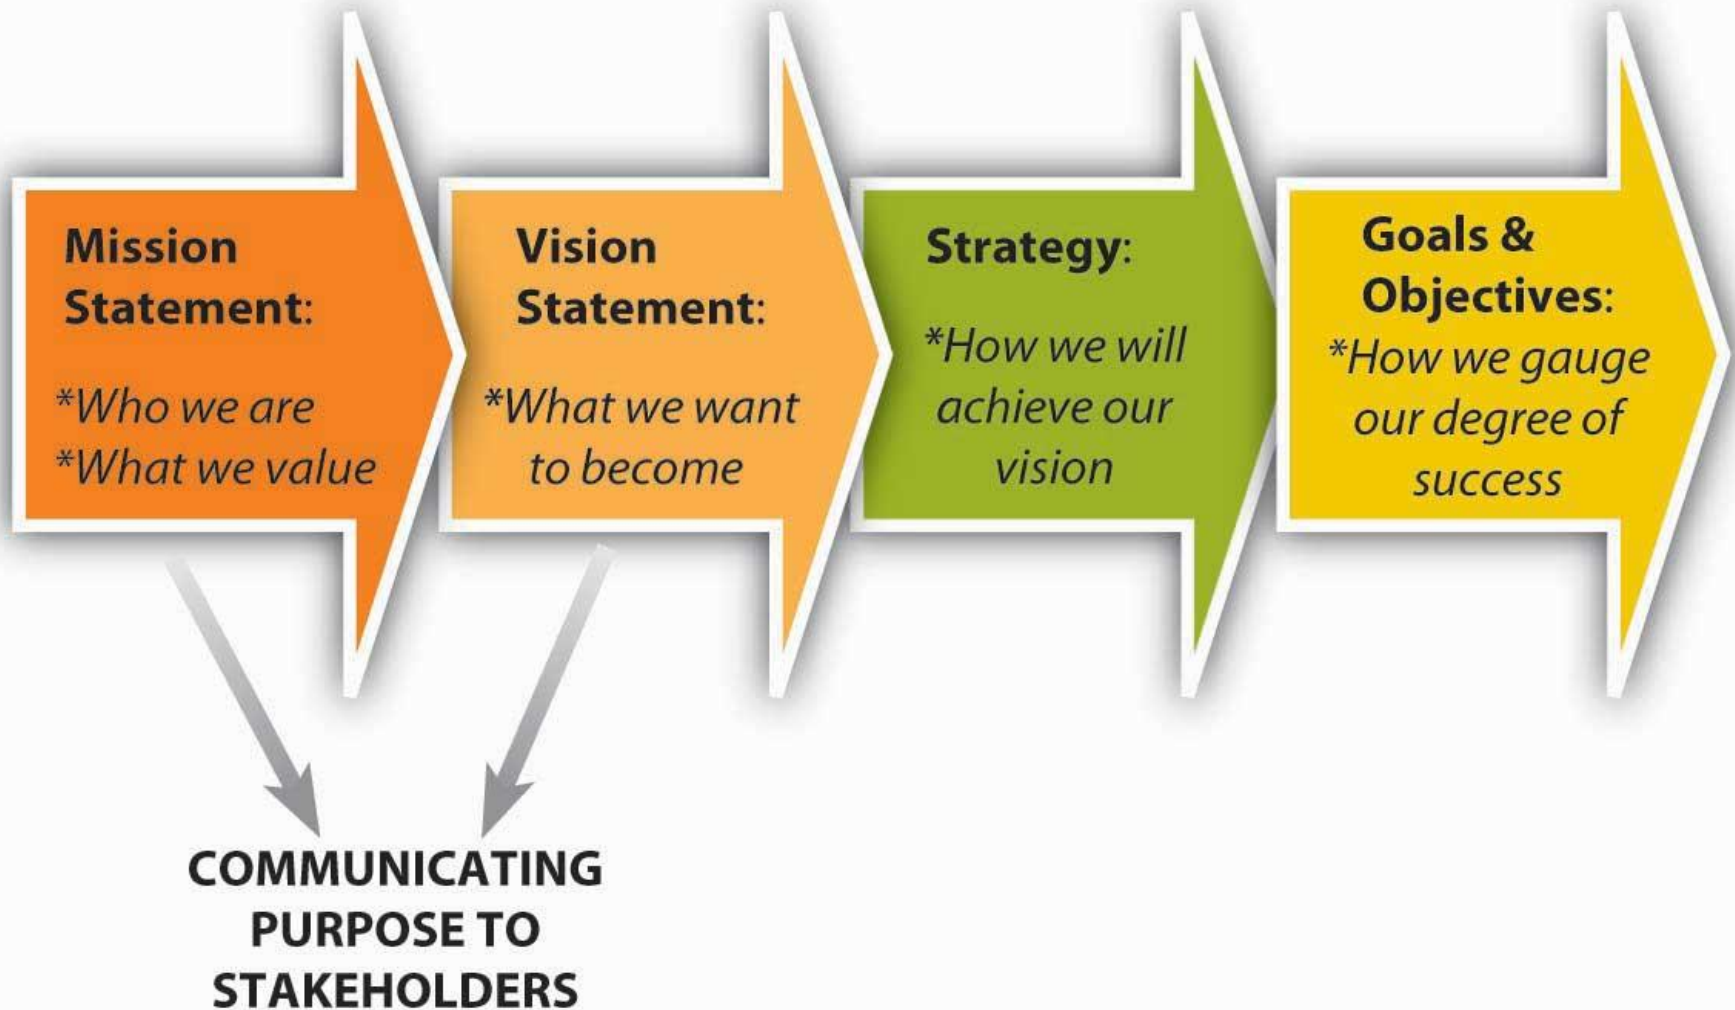 Mission
Statement:
*Who we are
*What we value
Vision
Statement:
*What we want
to become
Strategy:
*How we will
achieve our
vision
Goals &
Objectives:
*How we gauge
our degree of
success
COMMUNICATING
PURPOSE TO
STAKEHOLDERS